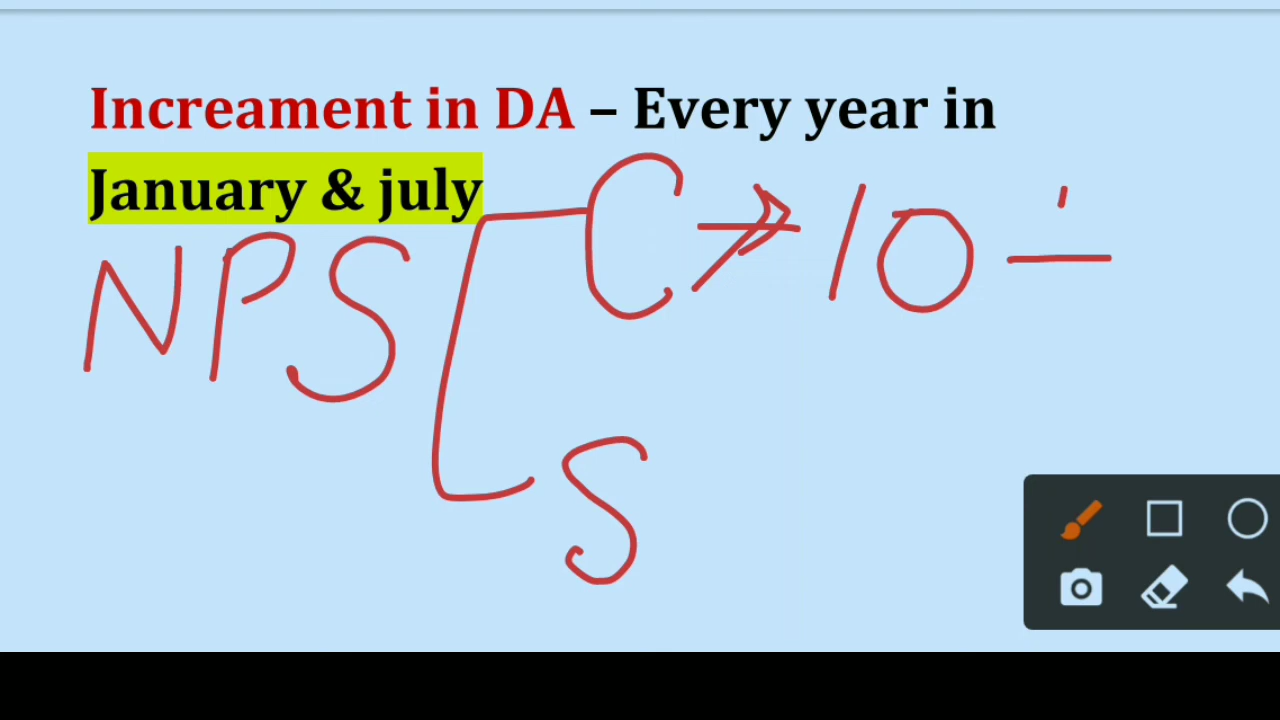 Increament in DA – Every year in
January & july
NPS C → 10
S